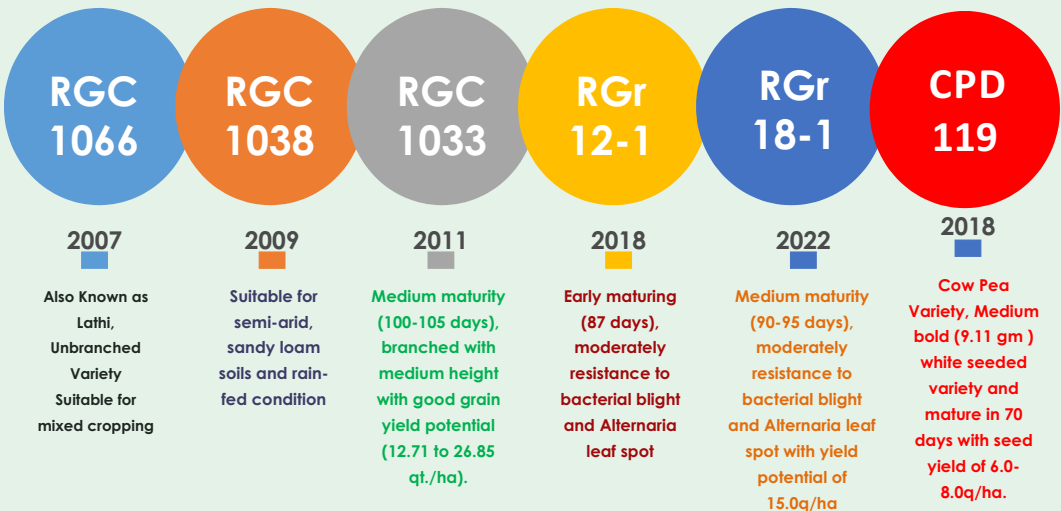 RGC
1066
RGC
1038
RGC
1033
RGr
12-1
RGr
18-1
CPD
119
2007
Also Known as
Lathi,
Unbranched
Variety
Suitable for
mixed cropping
2009
Suitable for
semi-arid,
sandy loam
soils and rain-
fed condition
2011
Medium maturity
(100-105 days),
branched with
medium height
with good grain
yield potential
(12.71 to 26.85
qt./ha).
2018
Early maturing
(87 days),
moderately
resistance to
bacterial blight
and Alternaria
leaf spot
2022
Medium maturity
(90-95 days),
moderately
resistance to
bacterial blight
and Alternaria leaf
spot with yield
potential of
15.0q/ha
2018
Cow Pea
Variety, Medium
bold (9.11 gm )
white seeded
variety and
mature in 70
days with seed
yield of 6.0-
8.0q/ha.